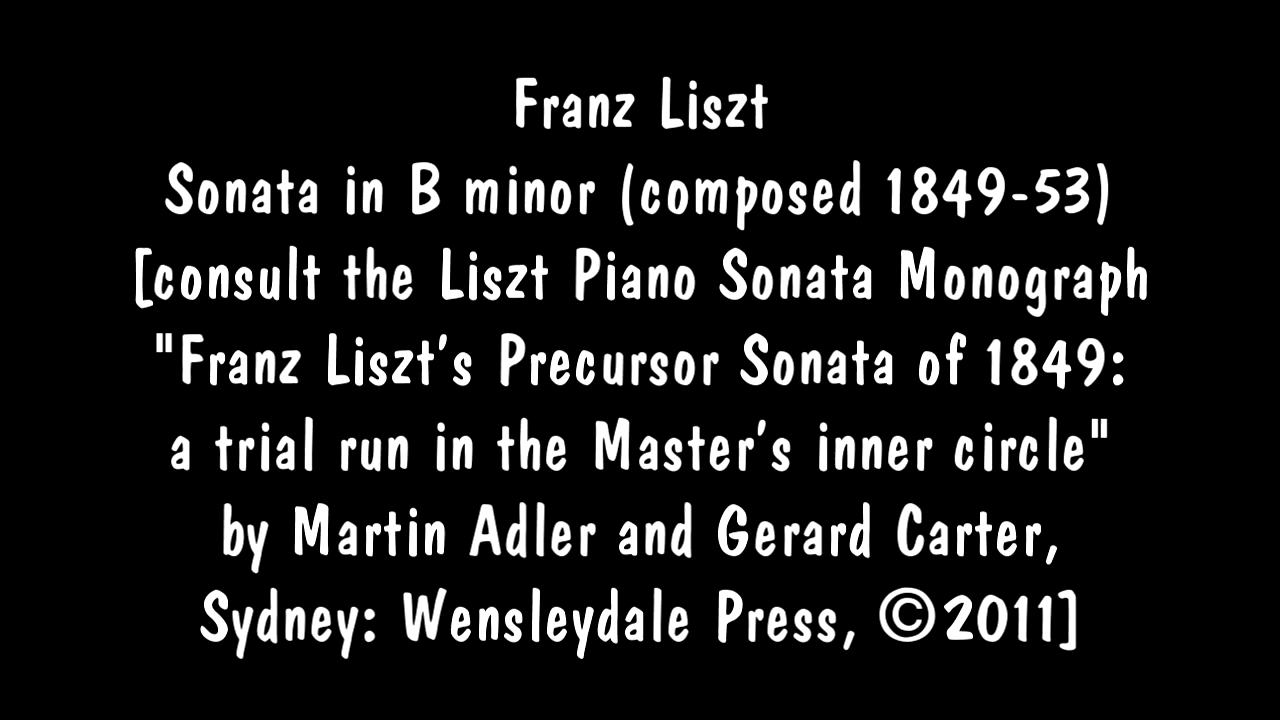 Franz Liszt
Sonata in B minor (composed 1849-53)
[consult the Liszt Piano Sonata Monograph
"Franz Liszt's Precursor Sonata of 1849:
a trial run in the Master's inner circle"
by Martin Adler and Gerard Carter,
Sydney: Wensleydale Press, ©2011]